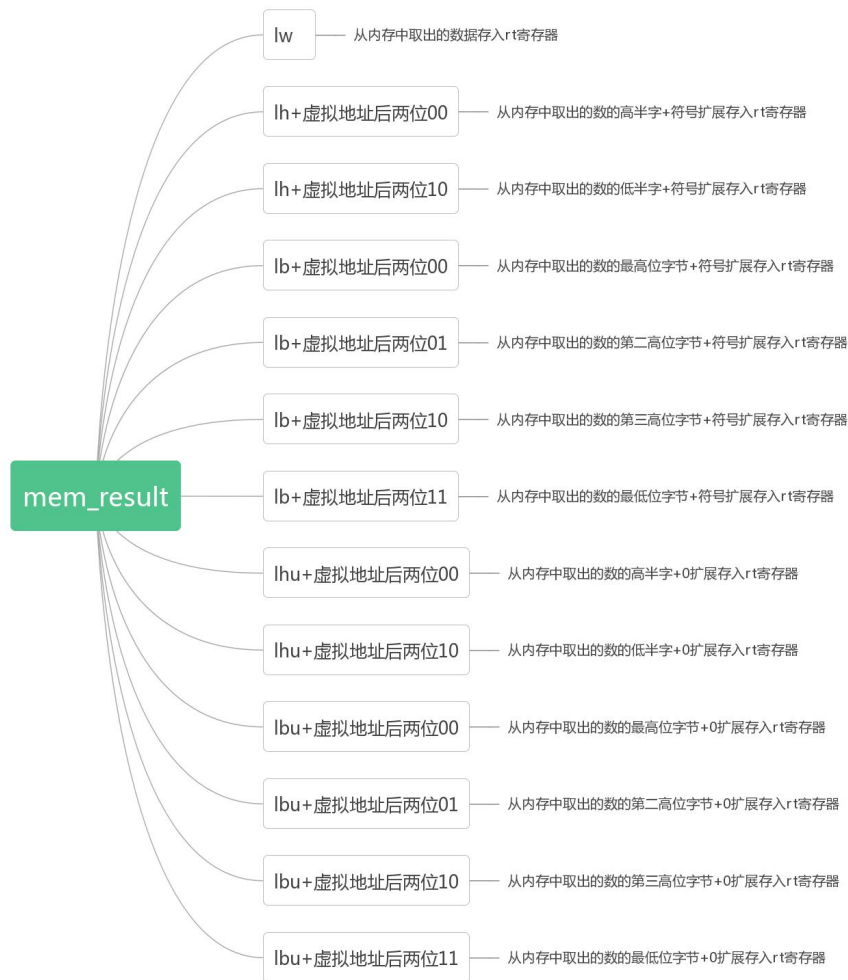 lw
从内存中取出的数据存入rt寄存器
lh+虚拟地址后两位00
从内存中取出的数的高半字+符号扩展存入rt寄存器
lh+虚拟地址后两位10
从内存中取出的数的低半字+符号扩展存入rt寄存器
lb+虚拟地址后两位00
从内存中取出的数的最高位字节+符号扩展存入rt寄存器
lb+虚拟地址后两位01
从内存中取出的数的第二高位字节+符号扩展存入rt寄存器
lb+虚拟地址后两位10
从内存中取出的数的第三高位字节+符号扩展存入rt寄存器
mem_result
lb+虚拟地址后两位11
从内存中取出的数的最低位字节+符号扩展存入rt寄存器
lhu+虚拟地址后两位00
从内存中取出的数的高半字+0扩展存入rt寄存器
lhu+虚拟地址后两位10
从内存中取出的数的低半字+0扩展存入rt寄存器
lbu+虚拟地址后两位00
从内存中取出的数的最高位字节+0扩展存入rt寄存器
lbu+虚拟地址后两位01
从内存中取出的数的第二高位字节+0扩展存入rt寄存器
lbu+虚拟地址后两位10
从内存中取出的数的第三高位字节+0扩展存入rt寄存器
lbu+虚拟地址后两位11
从内存中取出的数的最低位字节+0扩展存入rt寄存器